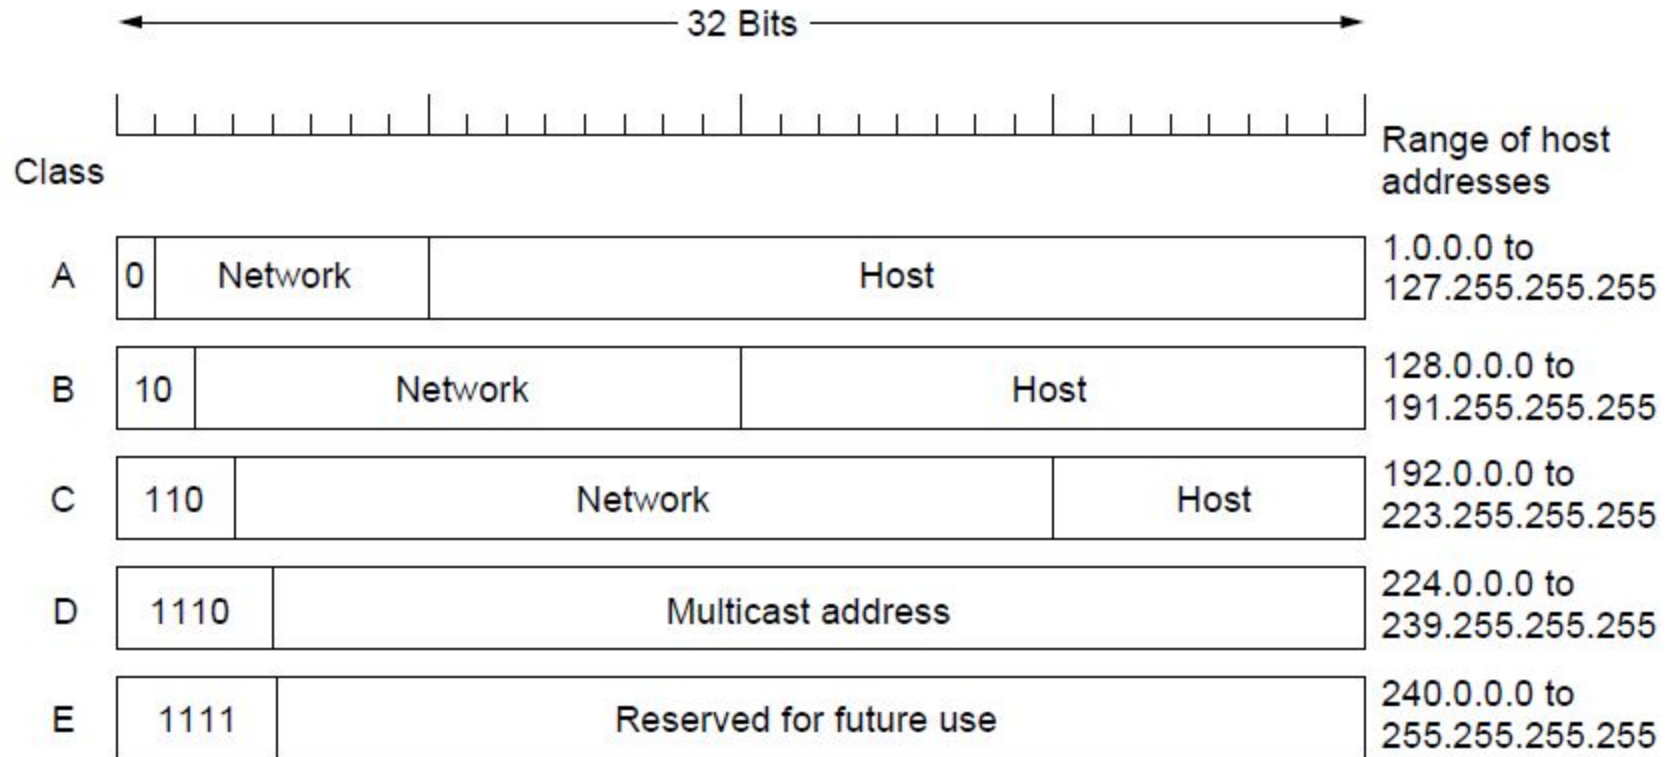 32 Bits
Range of host
addresses
Class
A
0
Network
Host
1.0.0.0 to
127.255.255.255
B
10
Network
Host
128.0.0.0 to
191.255.255.255
C
110
Network
Host
192.0.0.0 to
223.255.255.255
D
1110
Multicast address
224.0.0.0 to
239.255.255.255
E
1111
Reserved for future use
240.0.0.0 to
255.255.255.255